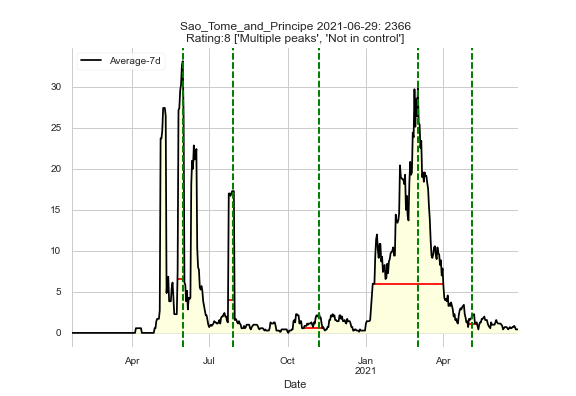 Sao_Tome_and_Principe 2021-06-29: 2366
Rating:8 ['Multiple peaks', 'Not in control']
Average-7d
30
25
20
15
10
5
0
Apr
Jul
Oct
Jan
2021
Apr
Date